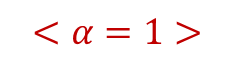 < α = 1 >